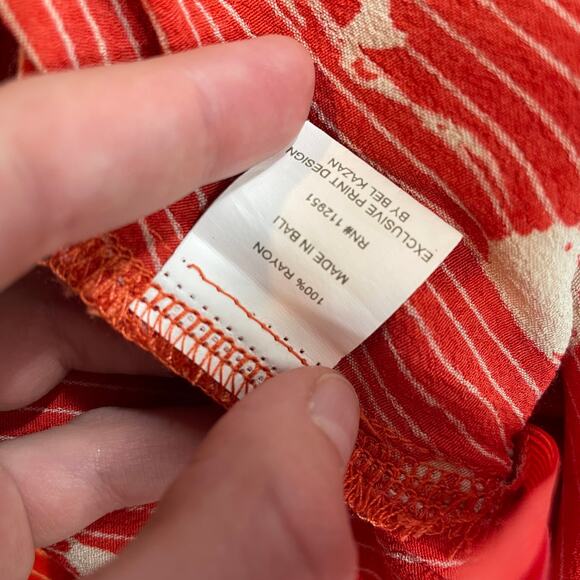 EXCLUSIVE PRINT DESIGN
BY BEL KAZAN
RN# 112951
MADE IN BALI
100% RAYON